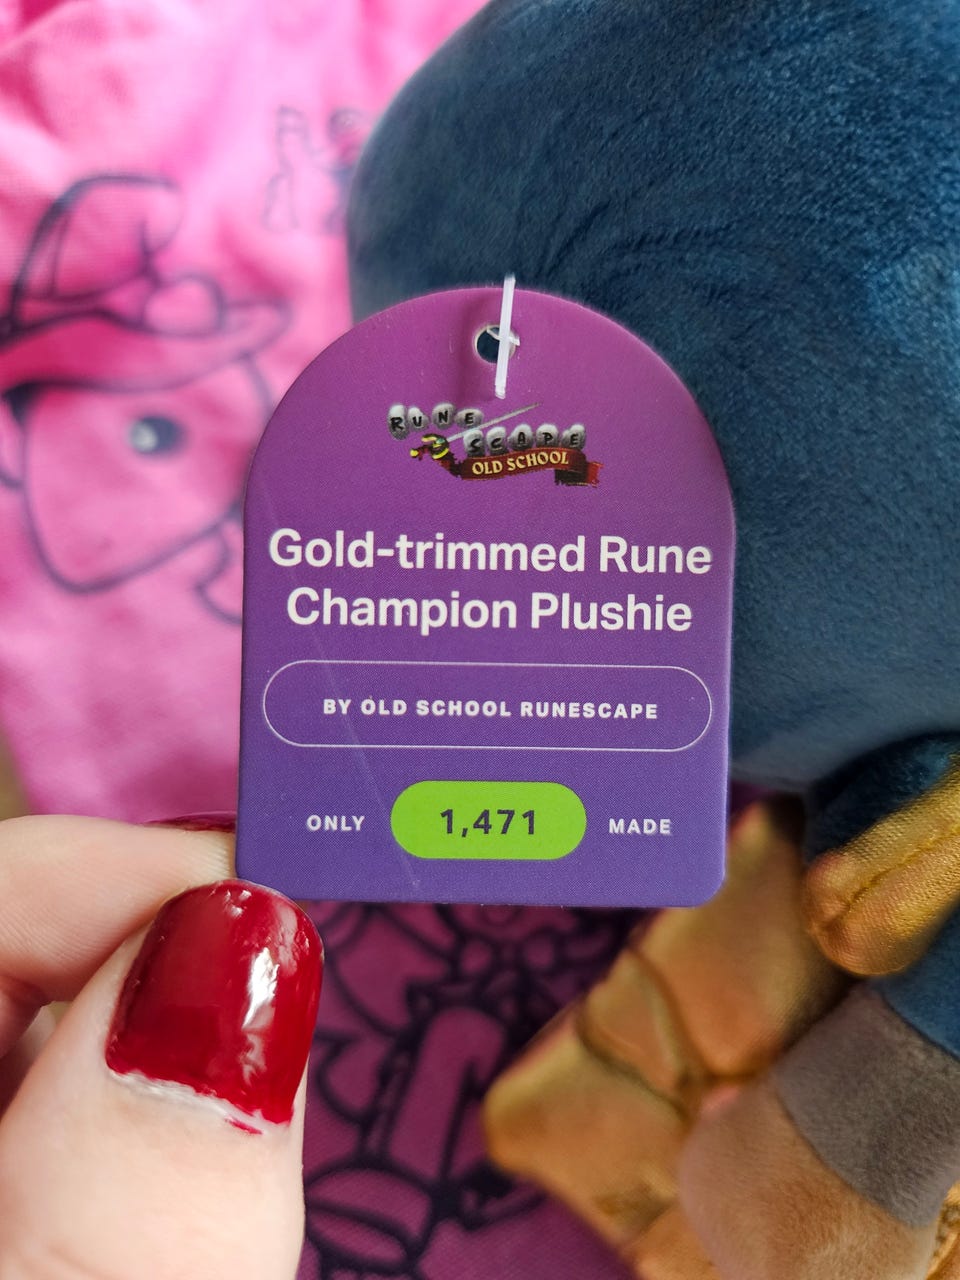 RUNE
SCAPE
OLD SCHOOL
Gold-trimmed Rune
Champion Plushie
BY OLD SCHOOL RUNESCAPE
ONLY 1,471 MADE